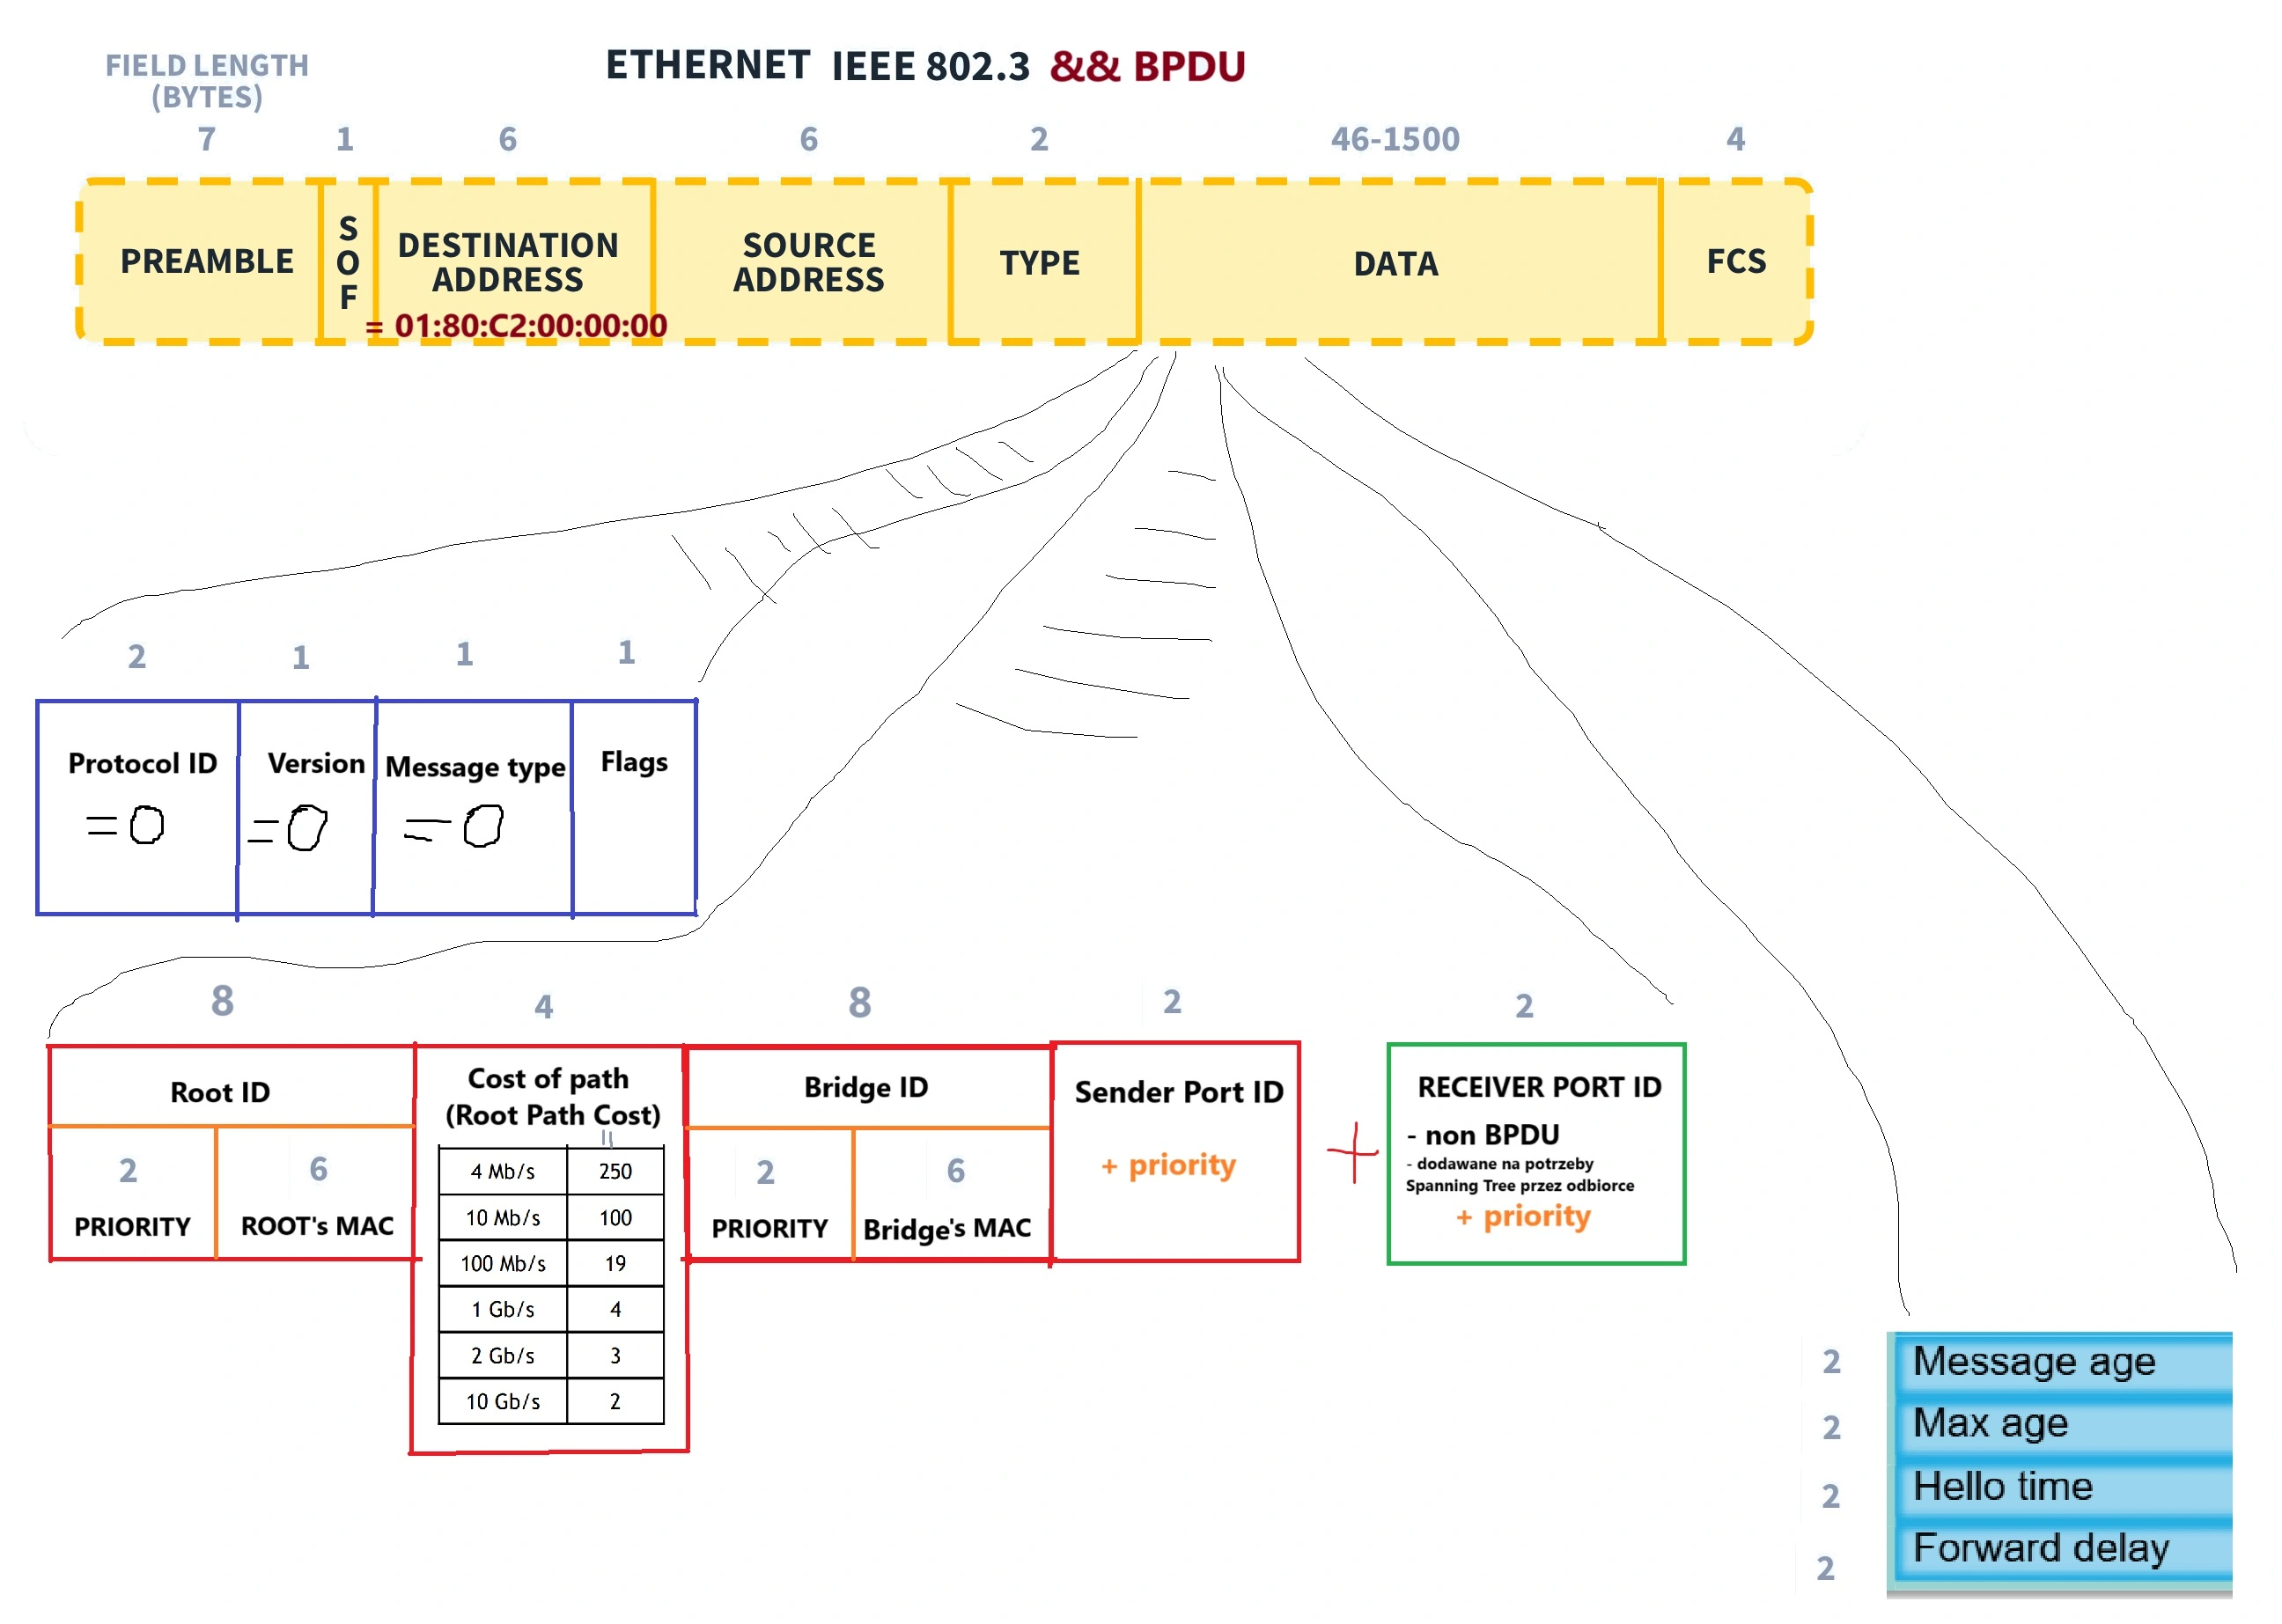 ETHERNET IEEE 802.3 && BPDU
FIELD LENGTH
(BYTES)
7 1 6 6 2 46-1500 4
PREAMBLE
SOF
DESTINATION
ADDRESS
= 01:80:C2:00:00:00
SOURCE
ADDRESS
TYPE
DATA
FCS
2 1 1 1
Protocol ID
=0
Version
=0
Message type
=0
Flags
8 4 8 2 2
Root ID
2 6
PRIORITY ROOT's MAC
Cost of path
(Root Path Cost)
4 Mb/s 250
10 Mb/s 100
100 Mb/s 19
1 Gb/s 4
2 Gb/s 3
10 Gb/s 2
Bridge ID
2 6
PRIORITY Bridge's MAC
Sender Port ID
+ priority
+
RECEIVER PORT ID
- non BPDU
- dodawane na potrzeby
Spanning Tree przez odbiorce
+ priority
2 Message age
2 Max age
2 Hello time
2 Forward delay